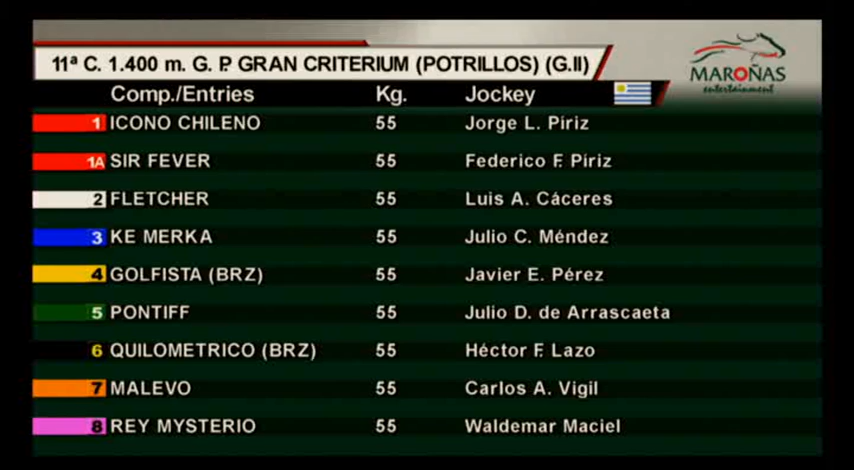 11ª C. 1.400 m. G. P. GRAN CRITERIUM (POTRILLOS) (G.II)
MAROÑAS
entertainment
Comp./Entries Kg. Jockey
1 ICONO CHILENO 55 Jorge L. Píriz
1A SIR FEVER 55 Federico F. Píriz
2 FLETCHER 55 Luis A. Cáceres
3 KE MERKA 55 Julio C. Méndez
4 GOLFISTA (BRZ) 55 Javier E. Pérez
5 PONTIFF 55 Julio D. de Arrascaeta
6 QUILOMETRICO (BRZ) 55 Héctor F. Lazo
7 MALEVO 55 Carlos A. Vigil
8 REY MYSTERIO 55 Waldemar Maciel